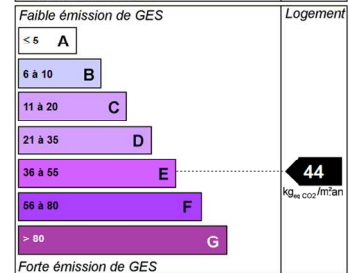 Faible émission de GES
Logement
< 5 A
6 à 10 B
11 à 20 C
21 à 35 D
36 à 55 E
44
kgeq CO2/m².an
56 à 80 F
> 80 G
Forte émission de GES